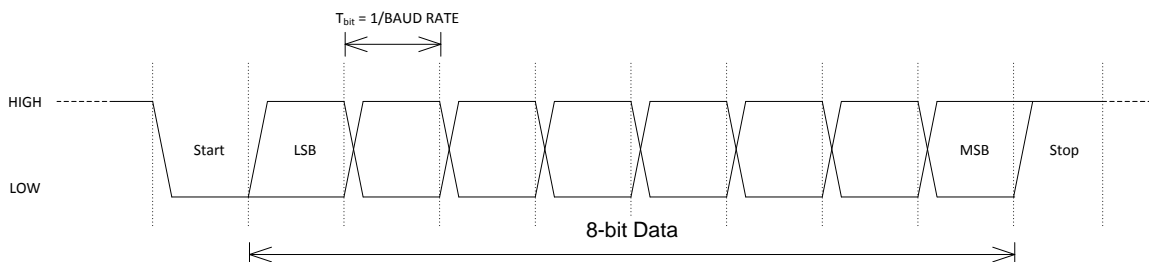 T_bit = 1/BAUD RATE
HIGH
Start
LSB
MSB
Stop
LOW
8-bit Data